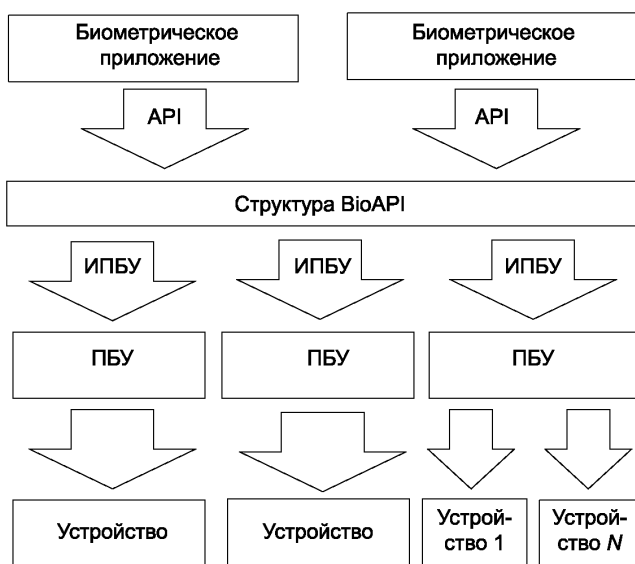 Биометрическое
приложение
Биометрическое
приложение
API
API
Структура BioAPI
ИПБУ
ИПБУ
ИПБУ
ПБУ
ПБУ
ПБУ
Устройство
Устройство
Устрой-
ство 1
Устрой-
ство N